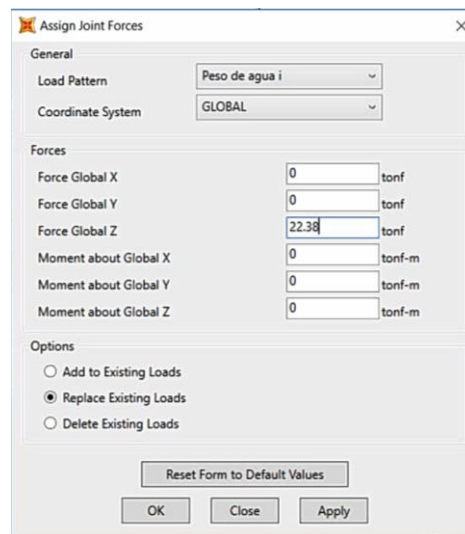 Assign Joint Forces
General
Load Pattern Peso de agua i
Coordinate System GLOBAL
Forces
Force Global X 0 tonf
Force Global Y 0 tonf
Force Global Z 22.38 tonf
Moment about Global X 0 tonf-m
Moment about Global Y 0 tonf-m
Moment about Global Z 0 tonf-m
Options
Add to Existing Loads
Replace Existing Loads
Delete Existing Loads
Reset Form to Default Values
OK Close Apply